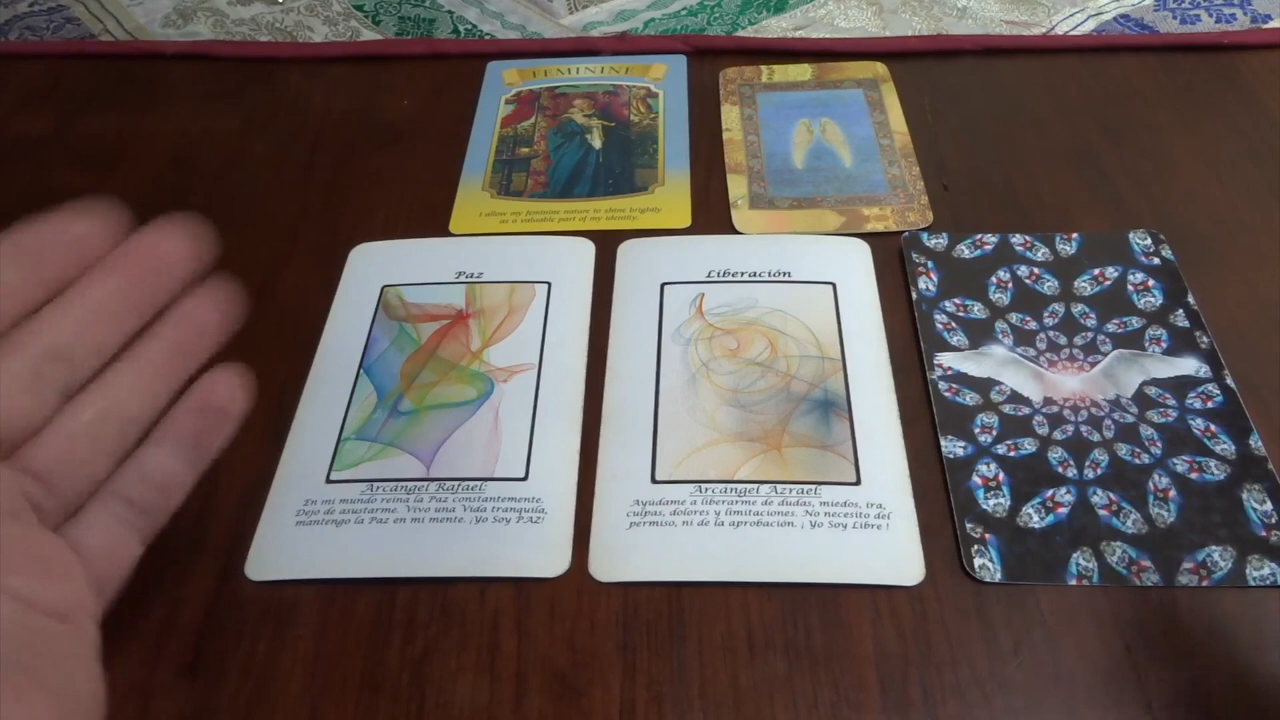 FEMININE
I allow my feminine nature to shine brightly
as a valuable part of my identity.
Paz
Arcángel Rafael:
En mi mundo reina la Paz constantemente.
Dejo de asustarme. Vivo una Vida tranquila,
mantengo la Paz en mi mente. ¡Yo Soy PAZ!
Liberación
Arcángel Azrael:
Ayúdame a liberarme de dudas, miedos, ira,
culpas, dolores y limitaciones. No necesito del
permiso, ni de la aprobación. ¡ Yo Soy Libre !